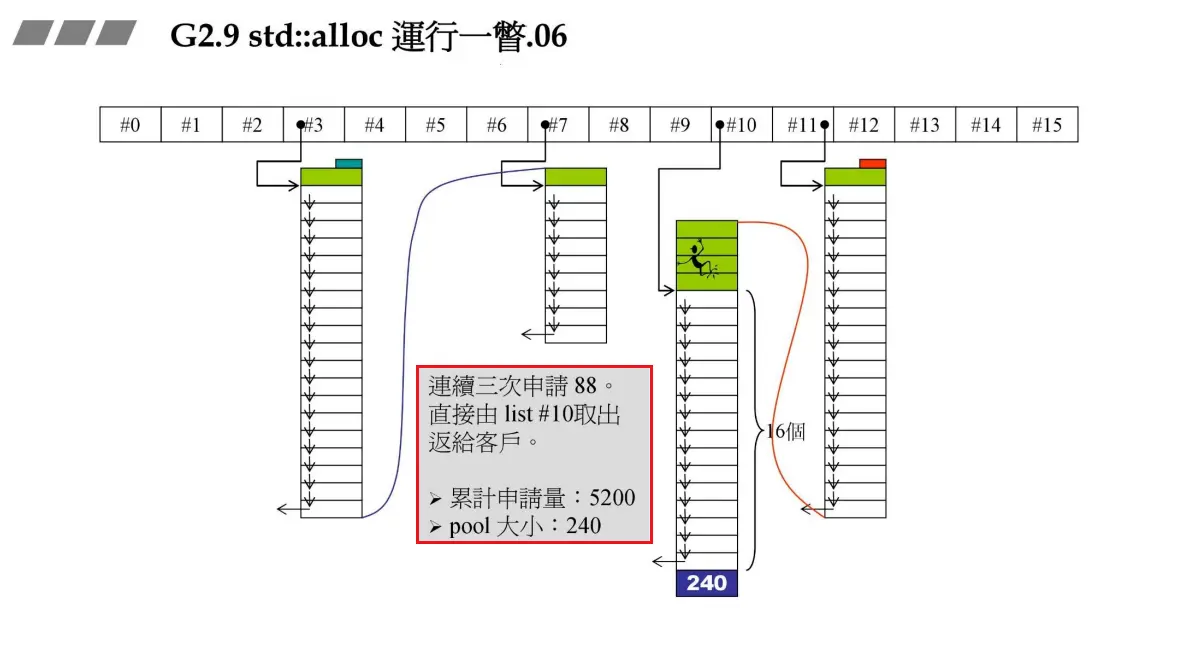 G2.9 std::alloc 運行一瞥.06
#0 #1 #2 #3 #4 #5 #6 #7 #8 #9 #10 #11 #12 #13 #14 #15
連續三次申請 88。
直接由 list #10取出
返給客戶。
➢ 累計申請量：5200
➢ pool 大小：240
16個
240